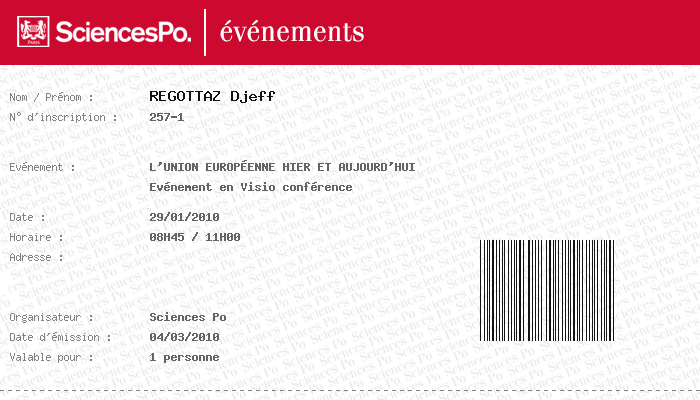 PARIS
SciencesPo. événements
Nom / Prénom : REGOTTAZ Djeff
N° d'inscription : 257-1
Evénement : L'UNION EUROPÉENNE HIER ET AUJOURD'HUI
Evénement en Visio conférence
Date : 29/01/2010
Horaire : 08H45 / 11H00
Adresse :
Organisateur : Sciences Po
Date d'émission : 04/03/2010
Valable pour : 1 personne